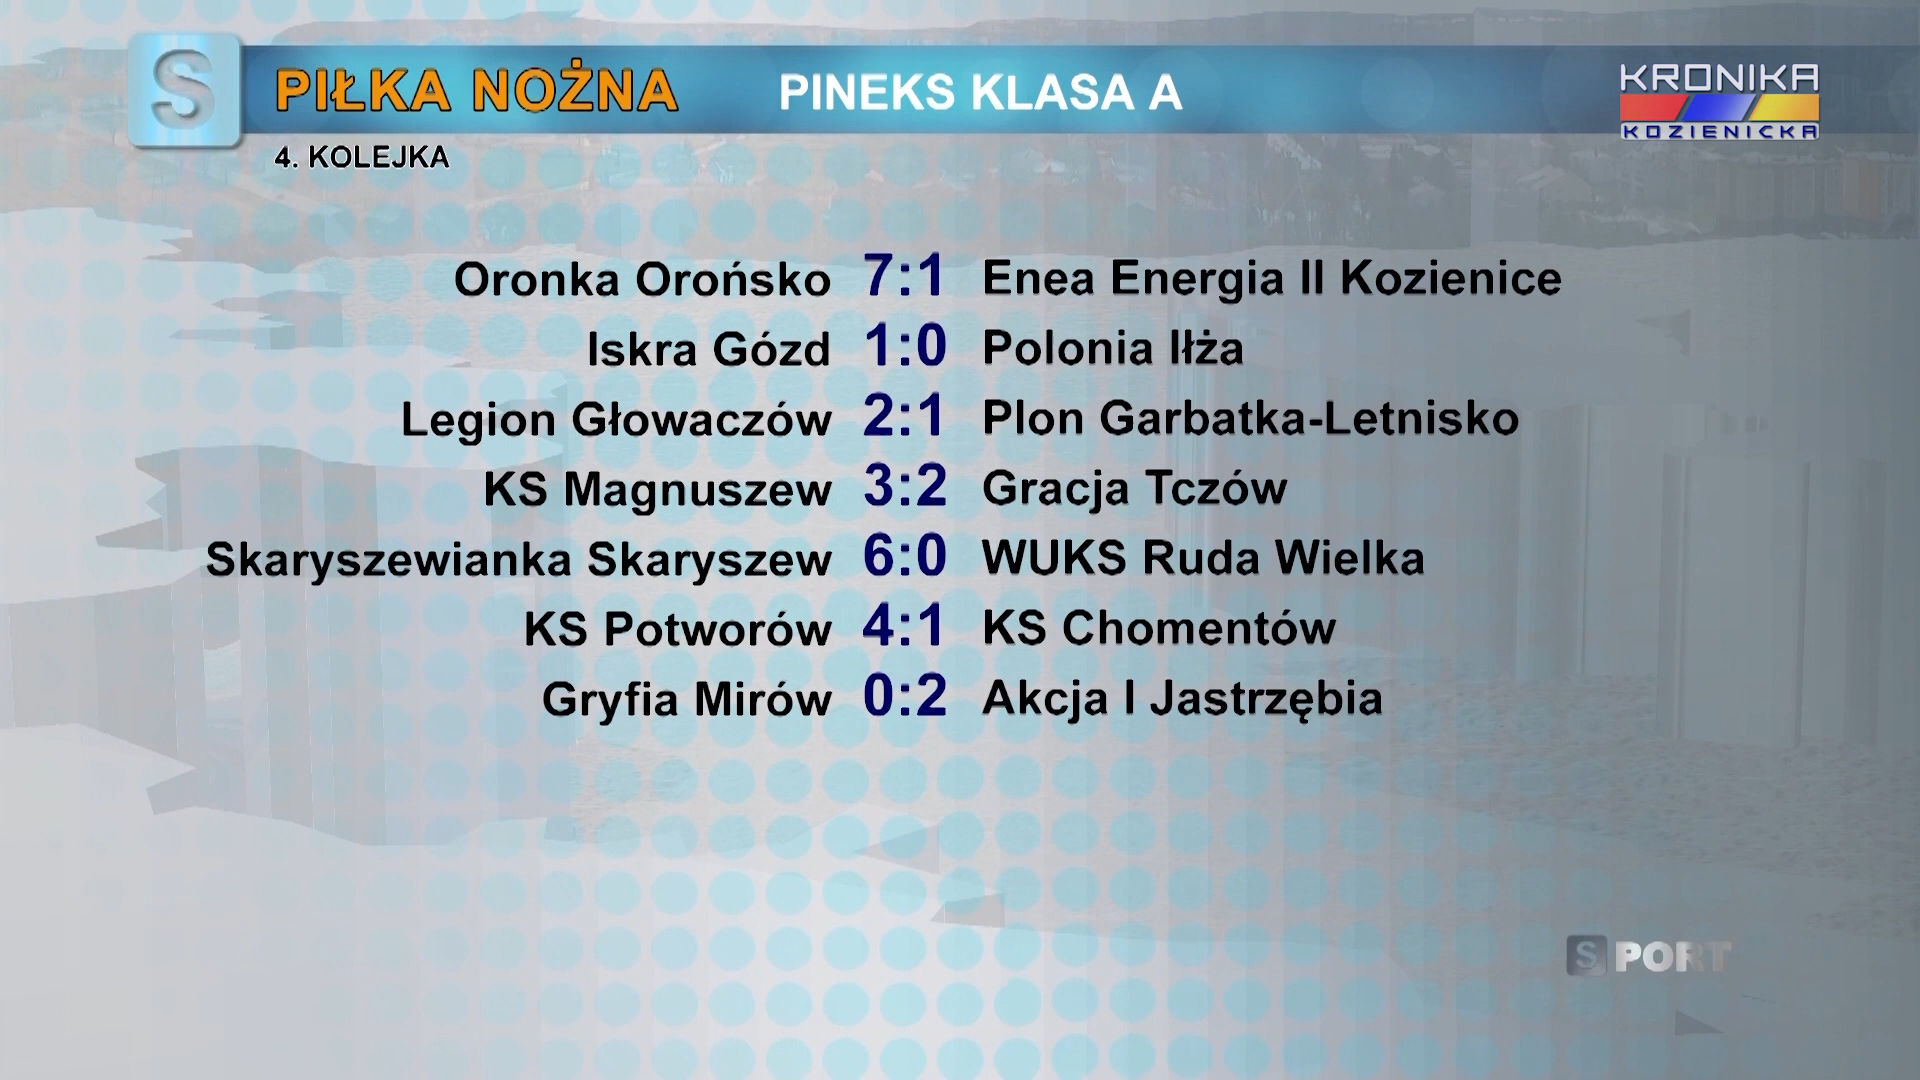 S PIŁKA NOŻNA PINEKS KLASA A
KRONIKA
KOZIENICKA
4. KOLEJKA
Oronka Orońsko 7:1 Enea Energia II Kozienice
Iskra Gózd 1:0 Polonia Iłża
Legion Głowaczów 2:1 Plon Garbatka-Letnisko
KS Magnuszew 3:2 Gracja Tczów
Skaryszewianka Skaryszew 6:0 WUKS Ruda Wielka
KS Potworów 4:1 KS Chomentów
Gryfia Mirów 0:2 Akcja I Jastrzębia
SPORT